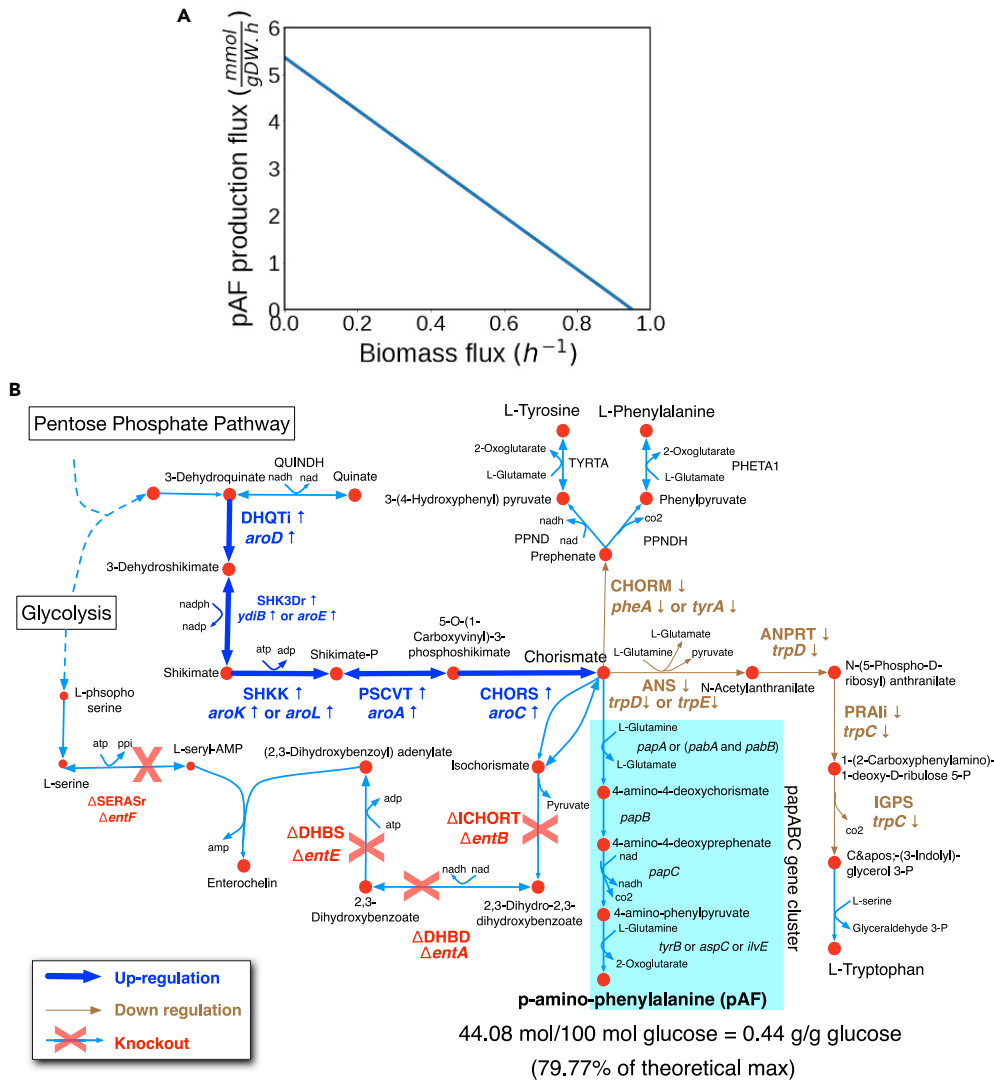 A
pAF production flux (mmol/gDW.h)
6
5
4
3
2
1
0
0.0 0.2 0.4 0.6 0.8 1.0
Biomass flux (h⁻¹)
B
Pentose Phosphate Pathway
3-Dehydroquinate
QUINDH
nadh nad
Quinate
DHQTi ↑
aroD ↑
3-Dehydroshikimate
Glycolysis
nadph
nadp
SHK3Dr ↑
ydiB ↑ or aroE ↑
Shikimate
atp adp
Shikimate-P
5-O-(1-
Carboxyvinyl)-3-
phosphoshikimate
Chorismate
SHKK ↑
aroK ↑ or aroL ↑
PSCVT ↑
aroA ↑
CHORS ↑
aroC ↑
L-Tyrosine
L-Phenylalanine
2-Oxoglutarate
L-Glutamate
TYRTA
2-Oxoglutarate
L-Glutamate
PHETA1
3-(4-Hydroxyphenyl) pyruvate
Phenylpyruvate
nadh
nad
PPND
co2
PPNDH
Prephenate
CHORM ↓
pheA ↓ or tyrA ↓
L-Glutamine
L-Glutamate
pyruvate
ANS ↓
trpD↓ or trpE↓
N-Acetylanthranilate
ANPRT ↓
trpD ↓
N-(5-Phospho-D-
ribosyl) anthranilate
PRAIi ↓
trpC ↓
1-(2-Carboxyphenylamino)-
1-deoxy-D-ribulose 5-P
IGPS
trpC ↓
co2
C&apos;-(3-Indolyl)-
glycerol 3-P
L-serine
Glyceraldehyde 3-P
L-Tryptophan
L-phsopho
serine
atp ppi
L-serine
L-seryl-AMP
ΔSERASr
ΔentF
(2,3-Dihydroxybenzoyl) adenylate
amp
Enterochelin
ΔDHBS
ΔentE
adp
atp
2,3-
Dihydroxybenzoate
nadh nad
ΔDHBD
ΔentA
2,3-Dihydro-2,3-
dihydroxybenzoate
Isochorismate
Pyruvate
ΔICHORT
ΔentB
L-Glutamine
papA or (pabA and pabB)
L-Glutamate
4-amino-4-deoxychorismate
papB
4-amino-4-deoxyprephenate
nad
papC
nadh
co2
4-amino-phenylpyruvate
L-Glutamine
tyrB or aspC or ilvE
2-Oxoglutarate
papABC gene cluster
p-amino-phenylalanine (pAF)
44.08 mol/100 mol glucose = 0.44 g/g glucose
(79.77% of theoretical max)
Up-regulation
Down regulation
Knockout